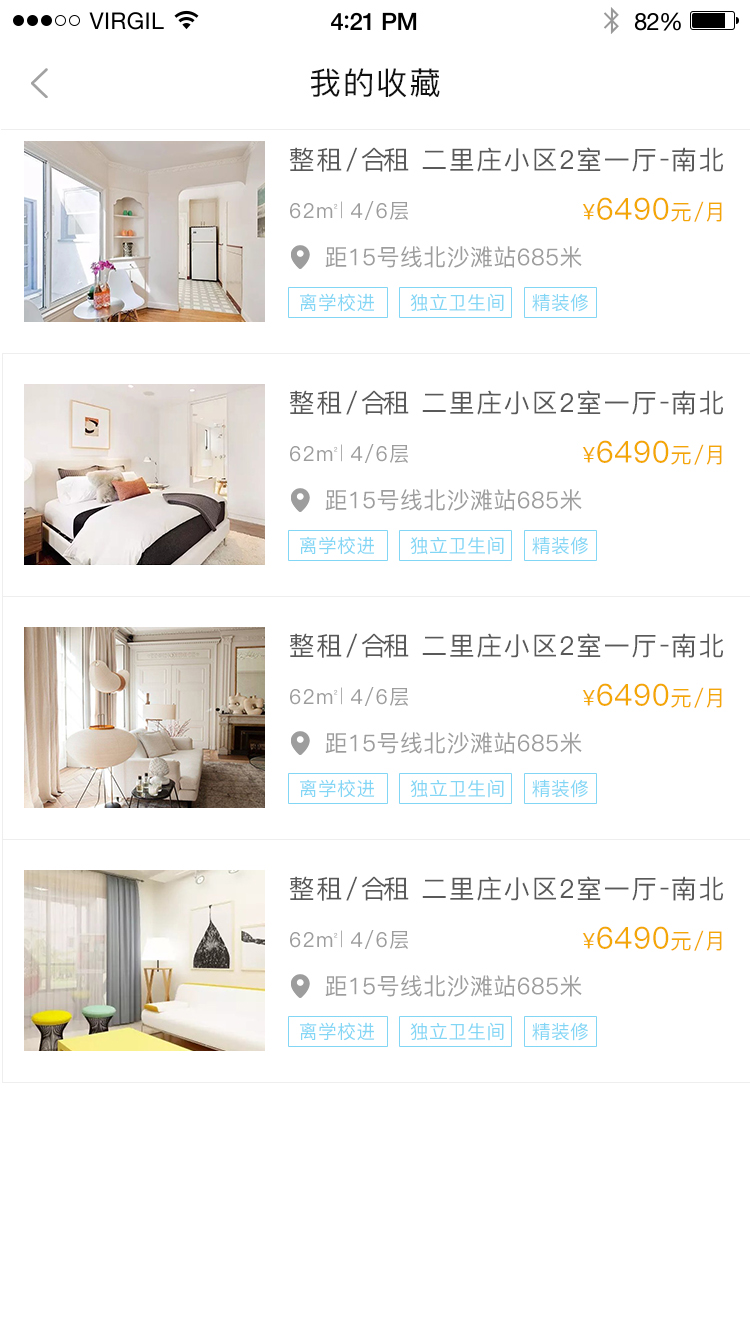 VIRGIL 4:21 PM 82%
我的收藏
整租/合租 二里庄小区2室一厅-南北
62㎡| 4/6层 ¥6490元/月
距15号线北沙滩站685米
离学校进 独立卫生间 精装修
整租/合租 二里庄小区2室一厅-南北
62㎡| 4/6层 ¥6490元/月
距15号线北沙滩站685米
离学校进 独立卫生间 精装修
整租/合租 二里庄小区2室一厅-南北
62㎡| 4/6层 ¥6490元/月
距15号线北沙滩站685米
离学校进 独立卫生间 精装修
整租/合租 二里庄小区2室一厅-南北
62㎡| 4/6层 ¥6490元/月
距15号线北沙滩站685米
离学校进 独立卫生间 精装修